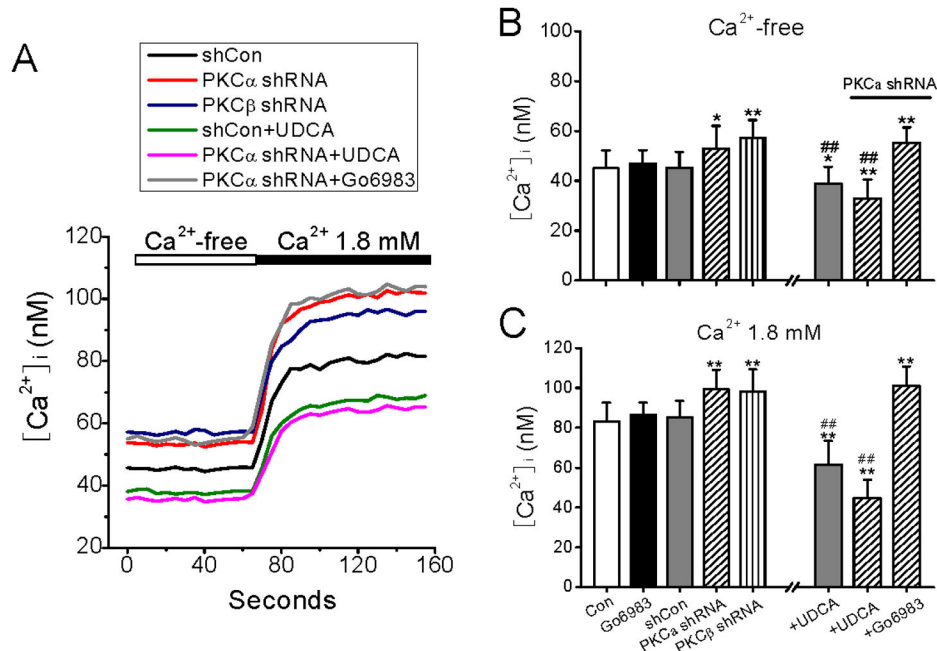 A
shCon
PKCα shRNA
PKCβ shRNA
shCon+UDCA
PKCα shRNA+UDCA
PKCα shRNA+Go6983
Ca²⁺-free
Ca²⁺ 1.8 mM
[Ca²⁺]i (nM)
120
100
80
60
40
20
0
40
80
120
160
Seconds
B
Ca²⁺-free
PKCa shRNA
[Ca²⁺]i (nM)
100
80
60
40
20
0
*
**
##
*
##
**
**
C
Ca²⁺ 1.8 mM
[Ca²⁺]i (nM)
120
100
80
60
40
20
0
**
**
##
**
##
**
**
Con
Go6983
shCon
PKCa shRNA
PKCβ shRNA
+UDCA
+UDCA
+Go6983